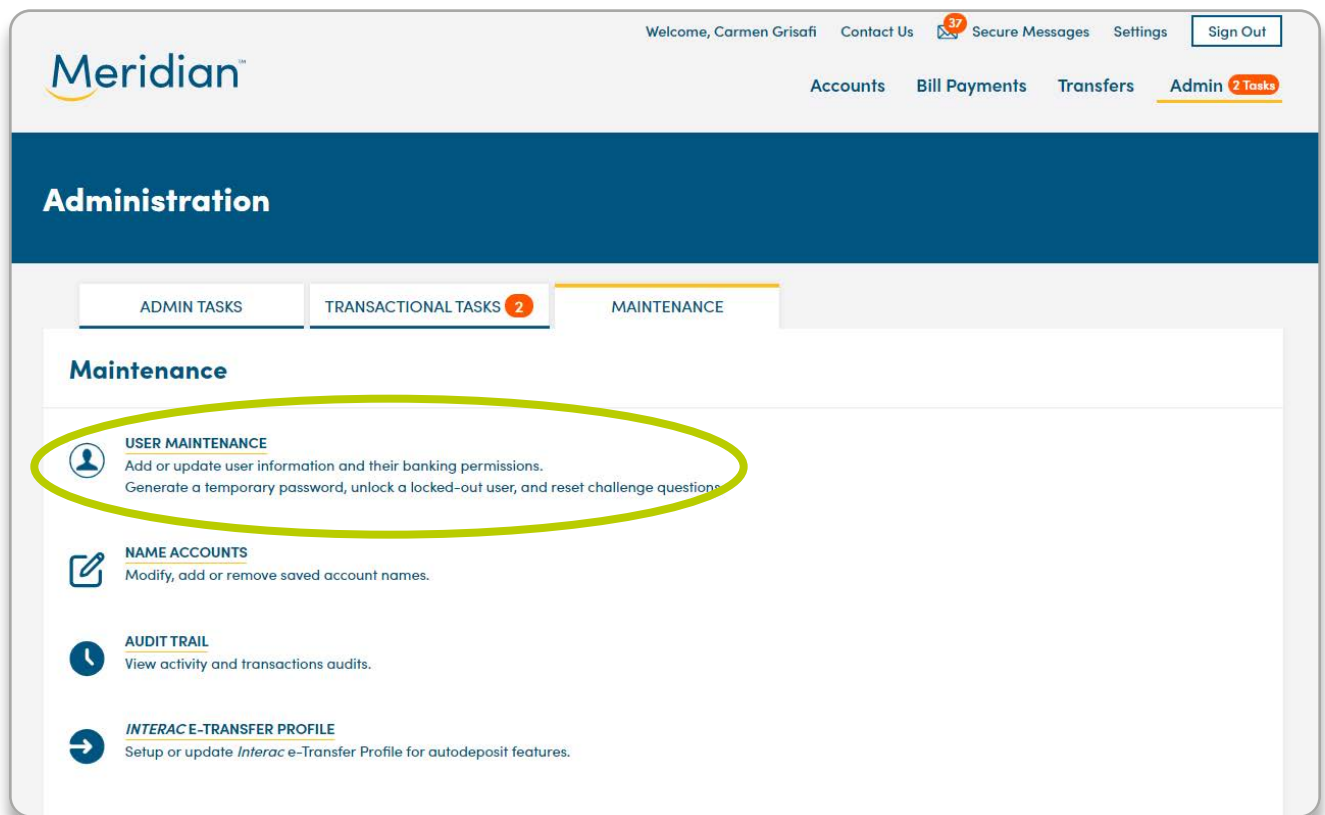 Welcome, Carmen Grisafi Contact Us 37 Secure Messages Settings Sign Out
Meridian™
Accounts Bill Payments Transfers Admin 2 Tasks
Administration
ADMIN TASKS TRANSACTIONAL TASKS 2 MAINTENANCE
Maintenance
USER MAINTENANCE
Add or update user information and their banking permissions.
Generate a temporary password, unlock a locked-out user, and reset challenge questions
NAME ACCOUNTS
Modify, add or remove saved account names.
AUDIT TRAIL
View activity and transactions audits.
INTERAC E-TRANSFER PROFILE
Setup or update Interac e-Transfer Profile for autodeposit features.